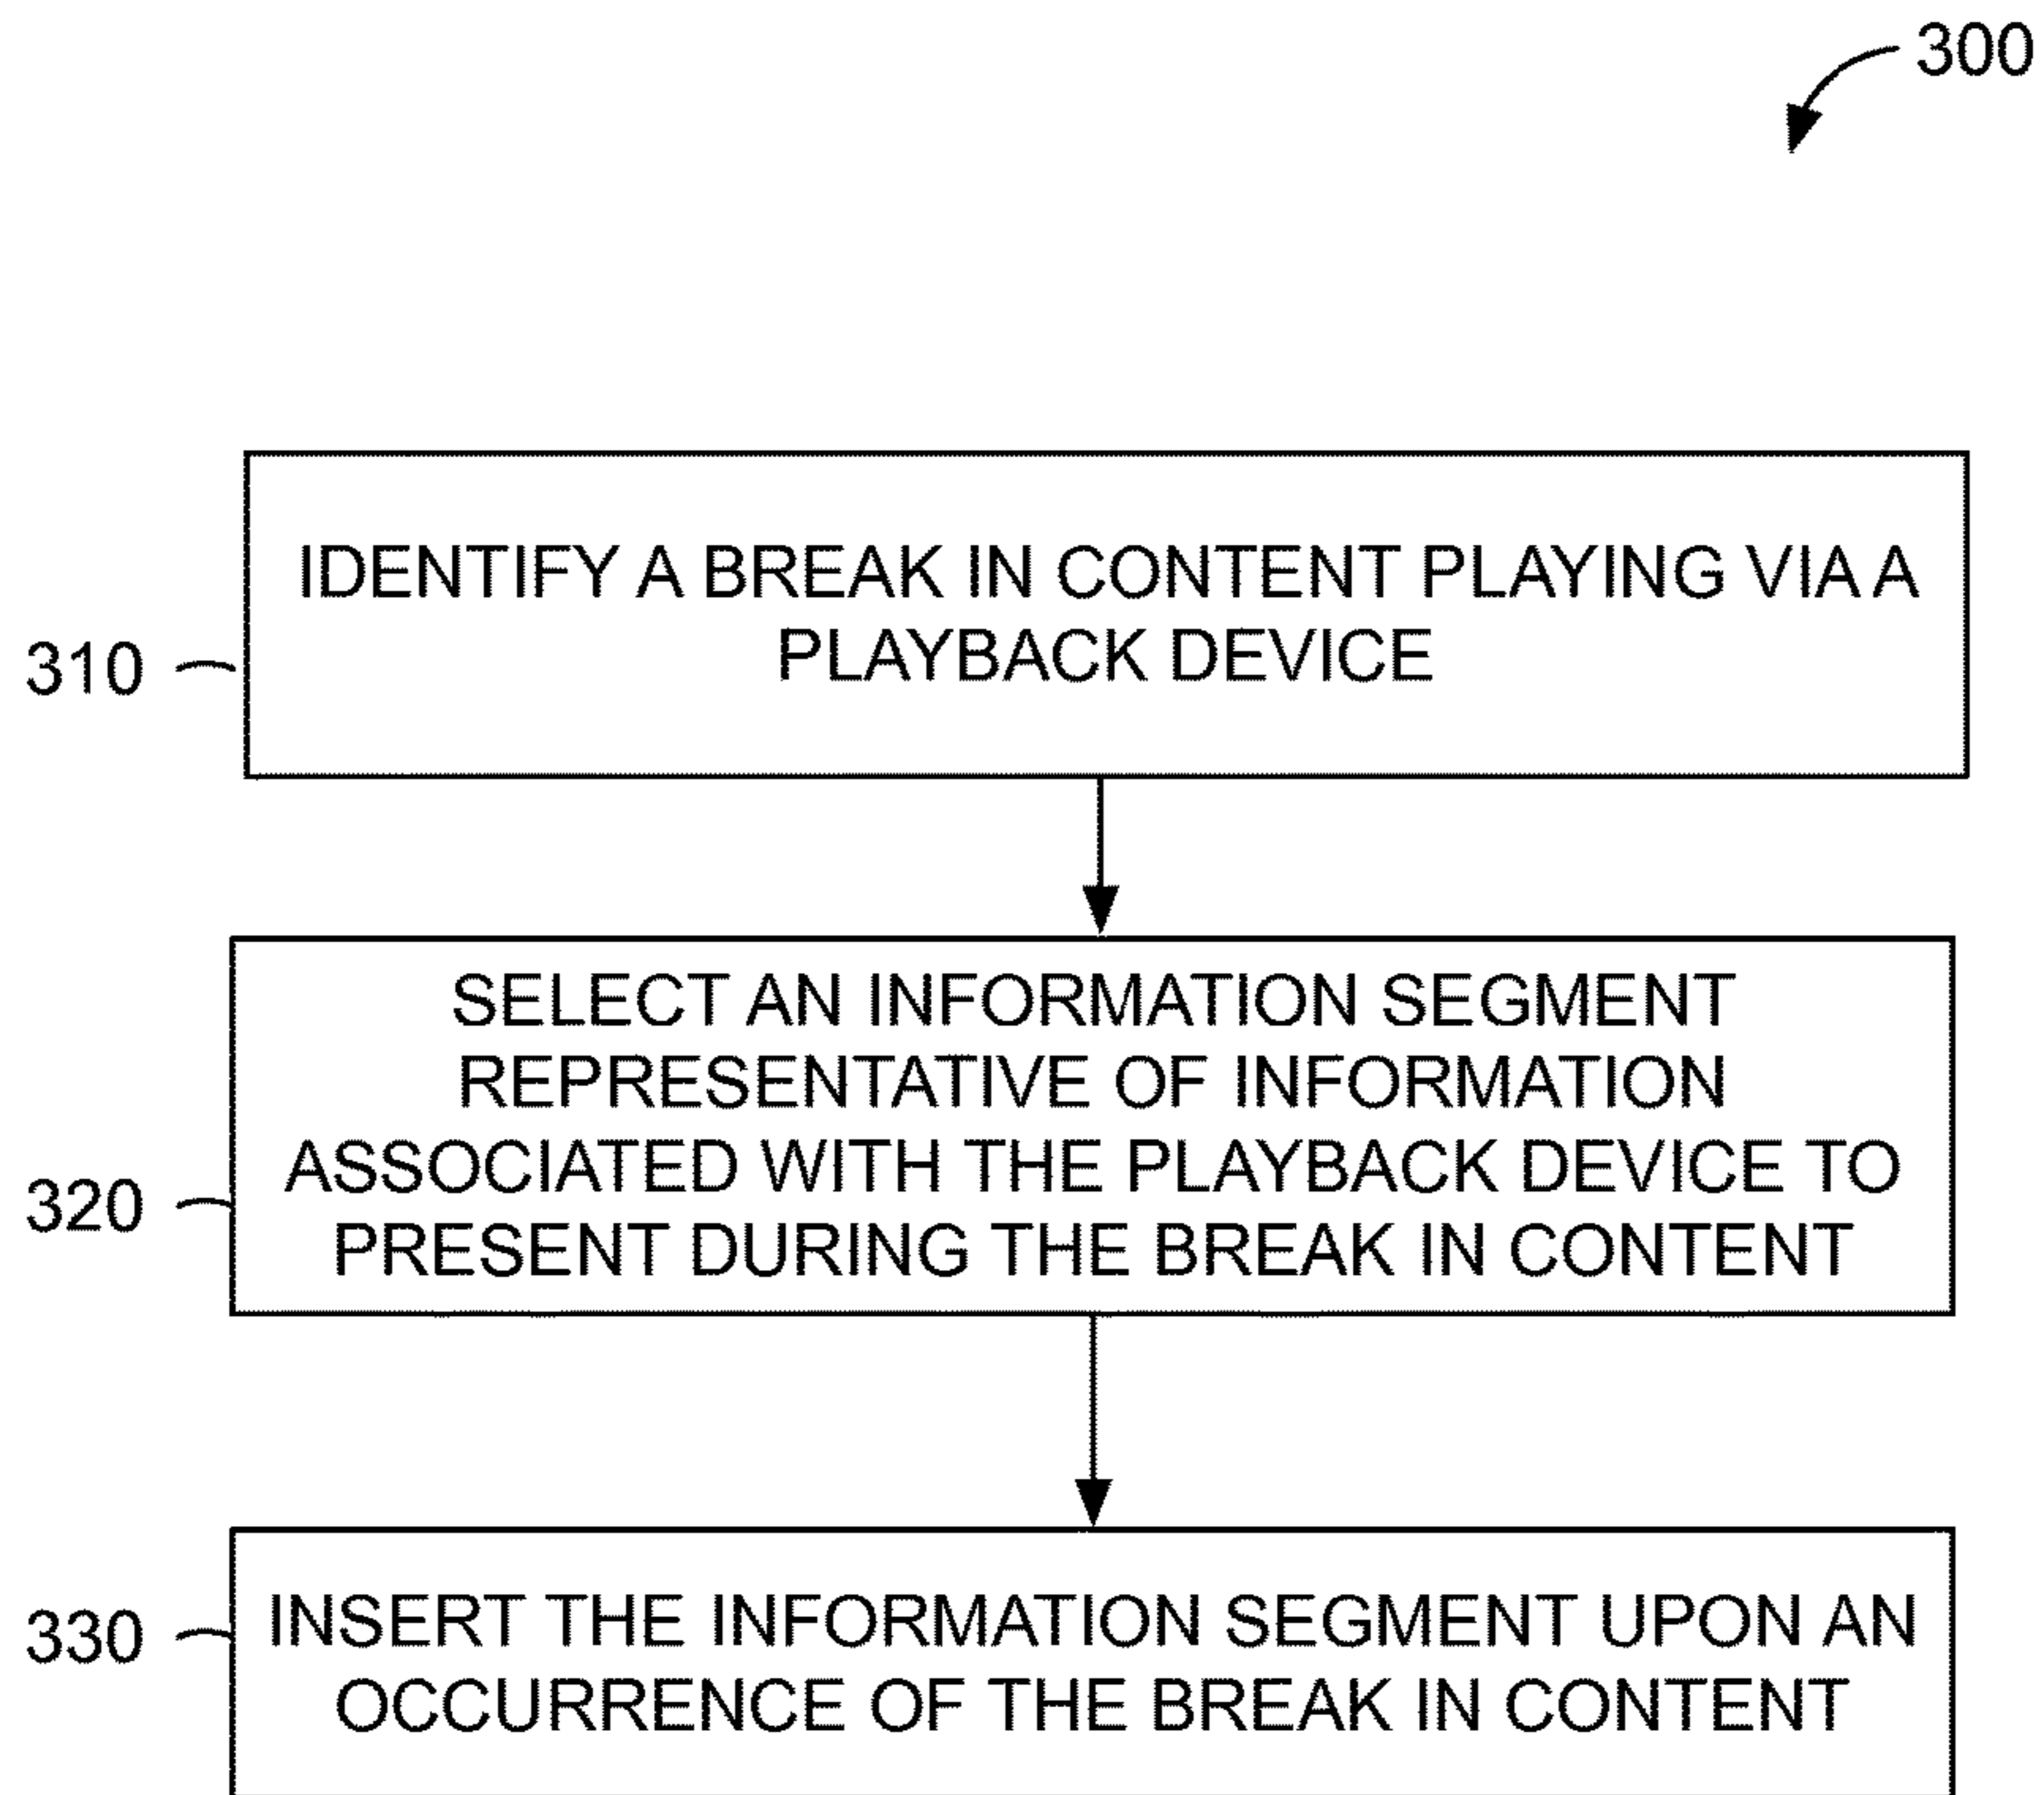 300
IDENTIFY A BREAK IN CONTENT PLAYING VIA A
PLAYBACK DEVICE
310
SELECT AN INFORMATION SEGMENT
REPRESENTATIVE OF INFORMATION
ASSOCIATED WITH THE PLAYBACK DEVICE TO
PRESENT DURING THE BREAK IN CONTENT
320
INSERT THE INFORMATION SEGMENT UPON AN
OCCURRENCE OF THE BREAK IN CONTENT
330